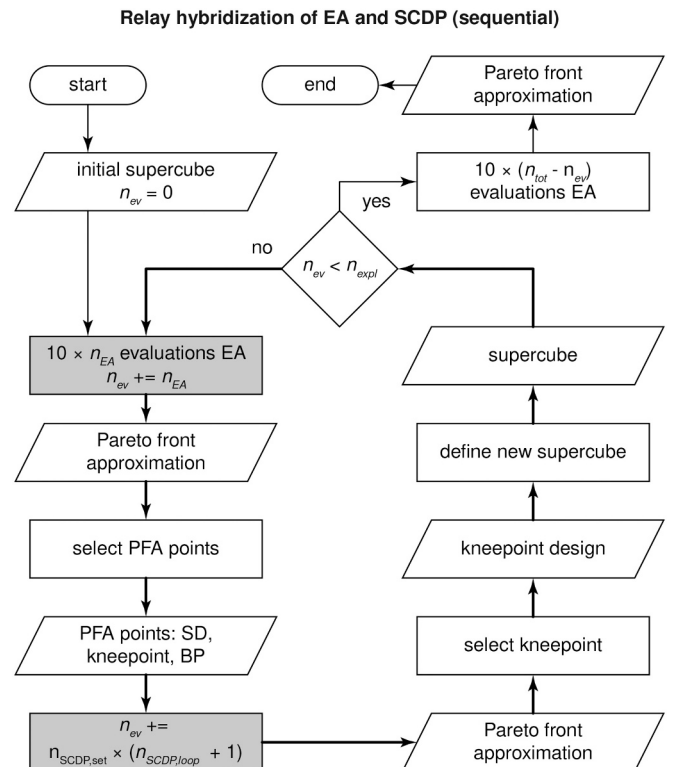 Relay hybridization of EA and SCDP (sequential)
start
end
Pareto front
approximation
initial supercube
n_ev = 0
10 × (n_tot - n_ev)
evaluations EA
yes
no
n_ev < n_expl
10 × n_EA evaluations EA
n_ev += n_EA
supercube
Pareto front
approximation
define new supercube
select PFA points
kneepoint design
PFA points: SD,
kneepoint, BP
select kneepoint
n_ev +=
n_SCDP,set × (n_SCDP,loop + 1)
Pareto front
approximation